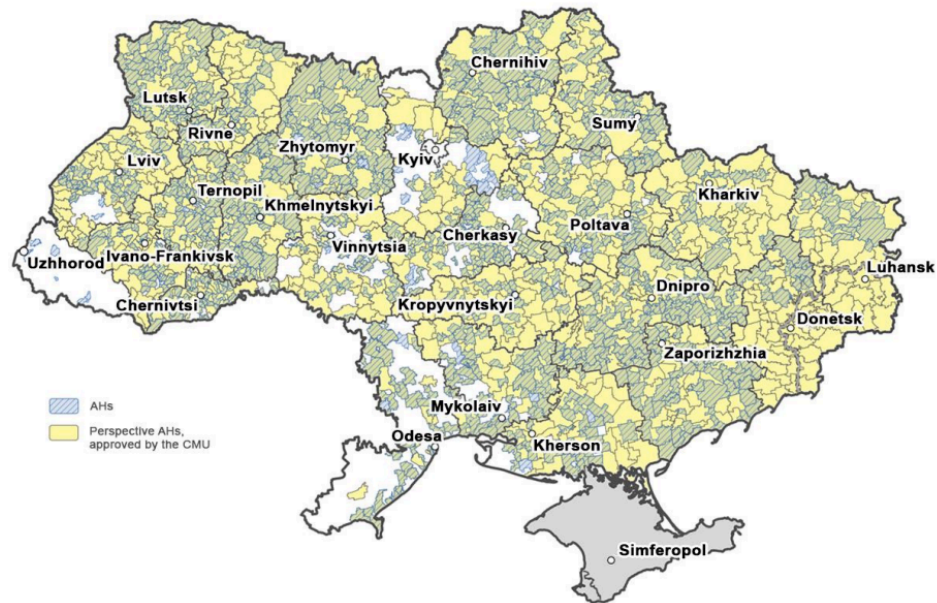 Chernihiv
Lutsk
Sumy
Rivne
Zhytomyr
Kyiv
Lviv
Kharkiv
Ternopil
Khmelnytskyi
Poltava
Cherkasy
Vinnytsia
Uzhhorod
Ivano-Frankivsk
Luhansk
Dnipro
Chernivtsi
Kropyvnytskyi
Donetsk
Zaporizhzhia
AHs
Mykolaiv
Perspective AHs,
approved by the CMU
Odesa
Kherson
Simferopol